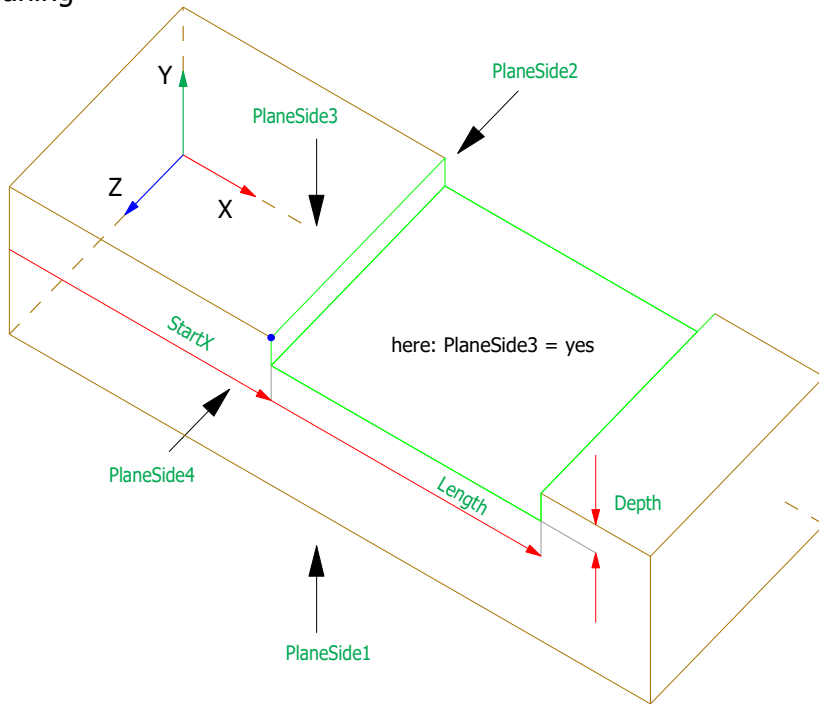 PlaneSide2
Y
PlaneSide3
Z
X
StartX
here: PlaneSide3 = yes
PlaneSide4
Length
Depth
PlaneSide1